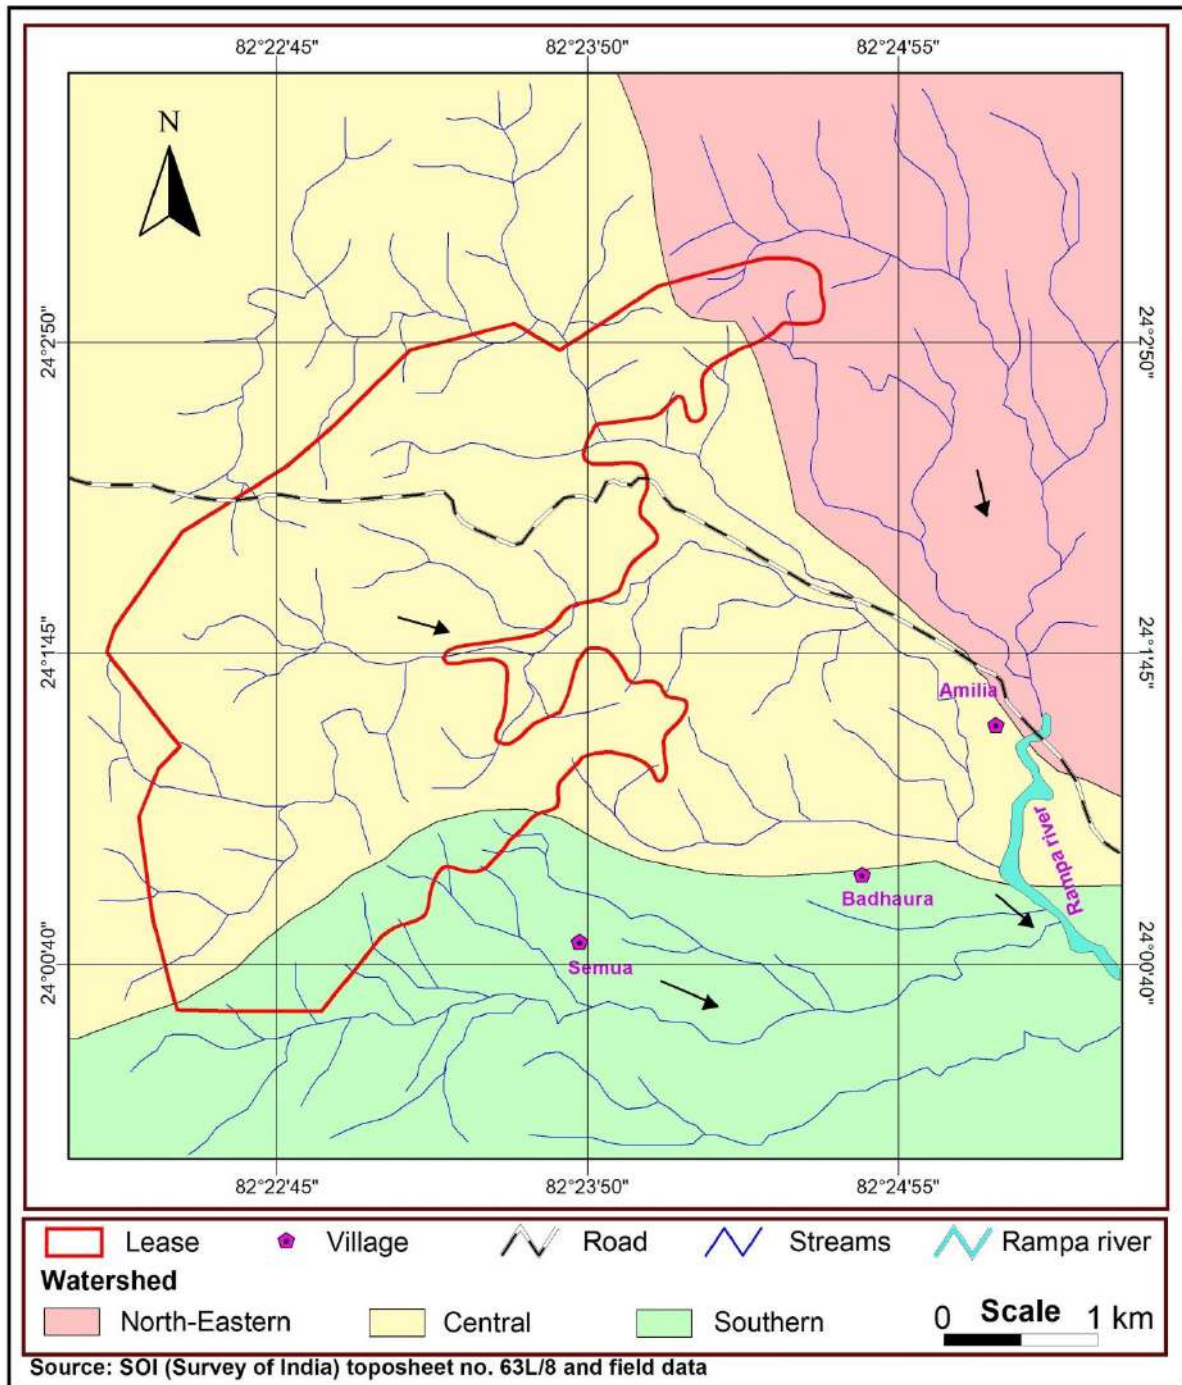 82°22'45" 82°23'50" 82°24'55"
N
24°2'50" 24°2'50"
24°1'45" 24°1'45"
Amilia
Rampa river
Badhaura
Semua
24°00'40" 24°00'40"
82°22'45" 82°23'50" 82°24'55"
Lease Village Road Streams Rampa river
Watershed
North-Eastern Central Southern 0 Scale 1 km
Source: SOI (Survey of India) toposheet no. 63L/8 and field data